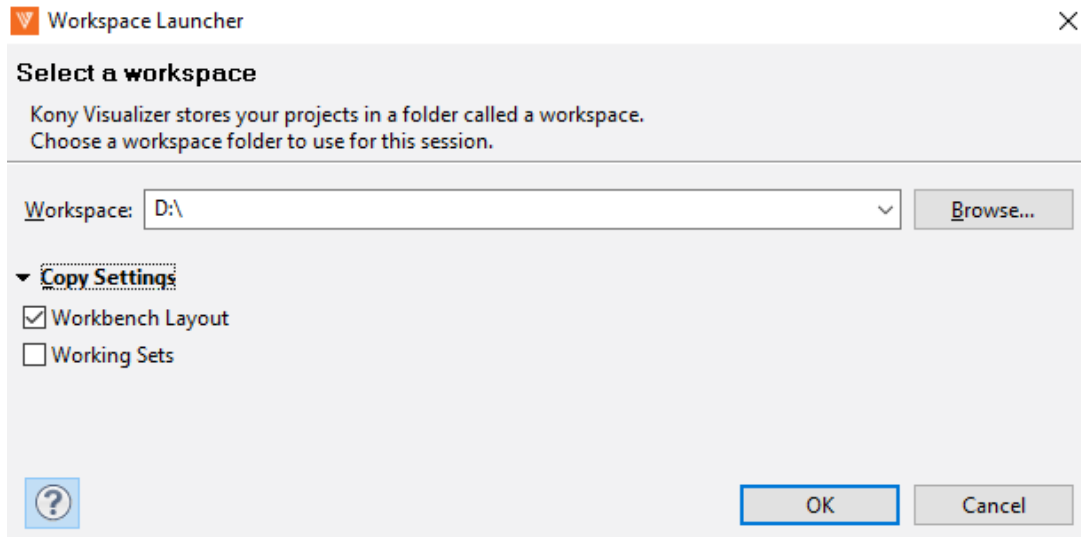 Workspace Launcher
Select a workspace
Kony Visualizer stores your projects in a folder called a workspace.
Choose a workspace folder to use for this session.
Workspace: D:\ Browse...
Copy Settings
Workbench Layout
Working Sets
? OK Cancel